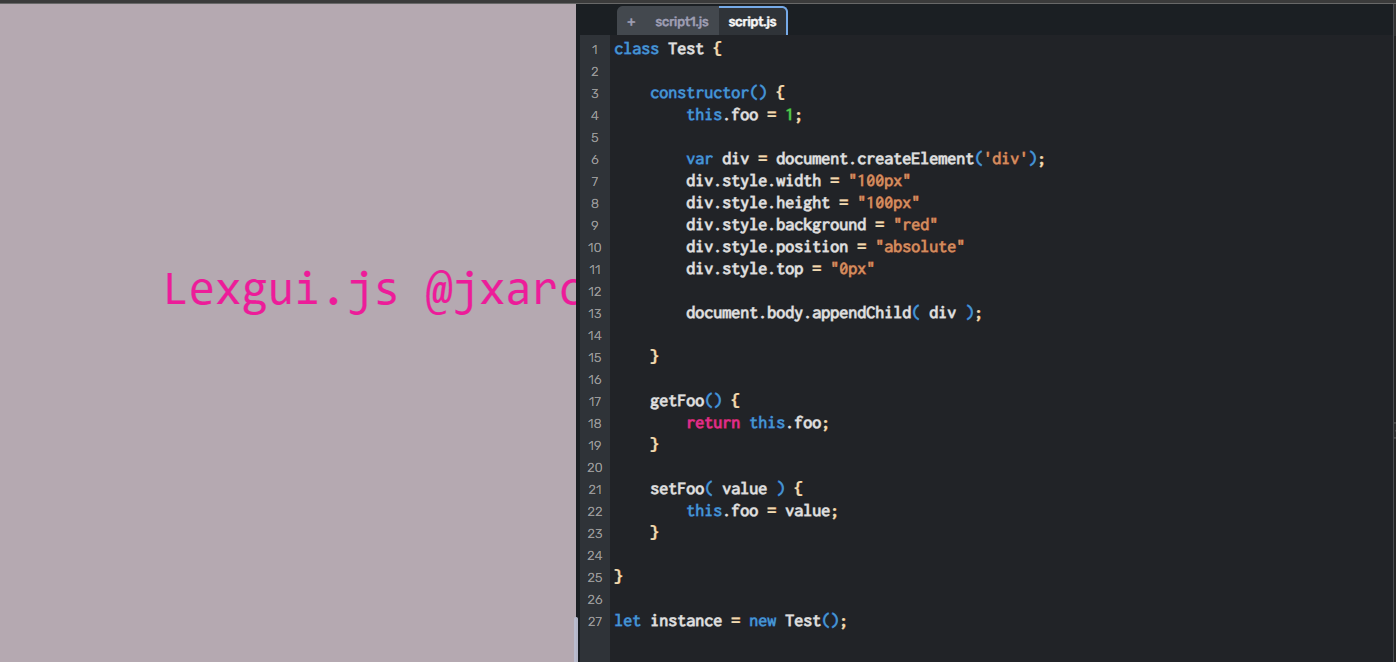 Lexgui.js @jxarc
+ script1.js script.js
1 class Test {
2
3     constructor() {
4         this.foo = 1;
5
6         var div = document.createElement('div');
7         div.style.width = "100px"
8         div.style.height = "100px"
9         div.style.background = "red"
10         div.style.position = "absolute"
11         div.style.top = "0px"
12
13         document.body.appendChild( div );
14
15     }
16
17     getFoo() {
18         return this.foo;
19     }
20
21     setFoo( value ) {
22         this.foo = value;
23     }
24
25 }
26
27 let instance = new Test();